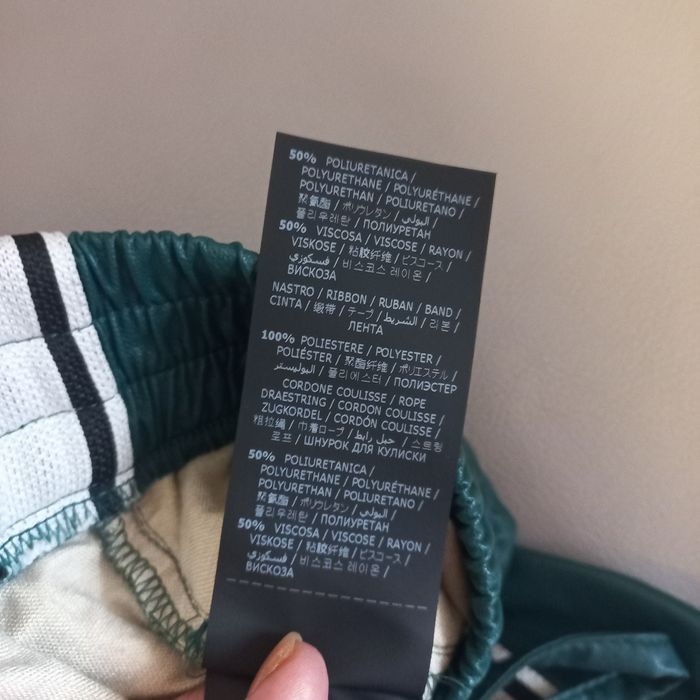 50% POLIURETANICA /
POLYURETHANE / POLYURÉTHANE /
POLYURETHAN / POLIURETANO /
聚氨酯 / ポリウレタン / البولي /
폴리우레탄 / ПОЛИУРЕТАН
50% VISCOSA / VISCOSE / RAYON /
VISKOSE / 粘胶纤维 / ビスコース /
فسكوزي / 비스코스 레이온 /
ВИСКОЗА
NASTRO / RIBBON / RUBAN / BAND /
CINTA / 缎带 / テープ / الشريط / 리본 /
ЛЕНТА
100% POLIESTERE / POLYESTER /
POLIÉSTER / 聚酯纤维 / ポリエステル /
البوليستر / 폴리에스터 / ПОЛИЭСТЕР
CORDONE COULISSE / ROPE
DRAESTRING / CORDON COULISSE /
ZUGKORDEL / CORDÓN COULISSE /
粗拉绳 / 巾着ロープ / حبل رابط / 스트링
로프 / ШНУРОК ДЛЯ КУЛИСКИ
50% POLIURETANICA /
POLYURETHANE / POLYURÉTHANE /
POLYURETHAN / POLIURETANO /
聚氨酯 / ポリウレタン / البولي /
폴리우레탄 / ПОЛИУРЕТАН
50% VISCOSA / VISCOSE / RAYON /
VISKOSE / 粘胶纤维 / ビスコース /
فسكوزي / 비스코스 레이온 /
ВИСКОЗА